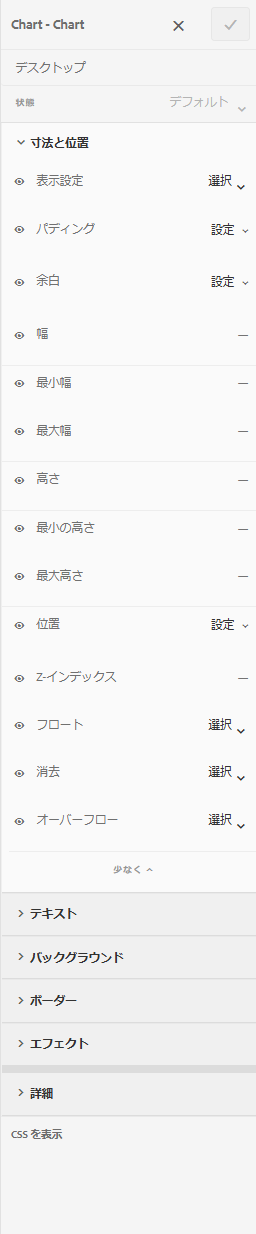 Chart - Chart
デスクトップ
状態 デフォルト
寸法と位置
表示設定 選択
パディング 設定
余白 設定
幅 —
最小幅 —
最大幅 —
高さ —
最小の高さ —
最大高さ —
位置 設定
Z-インデックス —
フロート 選択
消去 選択
オーバーフロー 選択
少なく
テキスト
バックグラウンド
ボーダー
エフェクト
詳細
CSS を表示